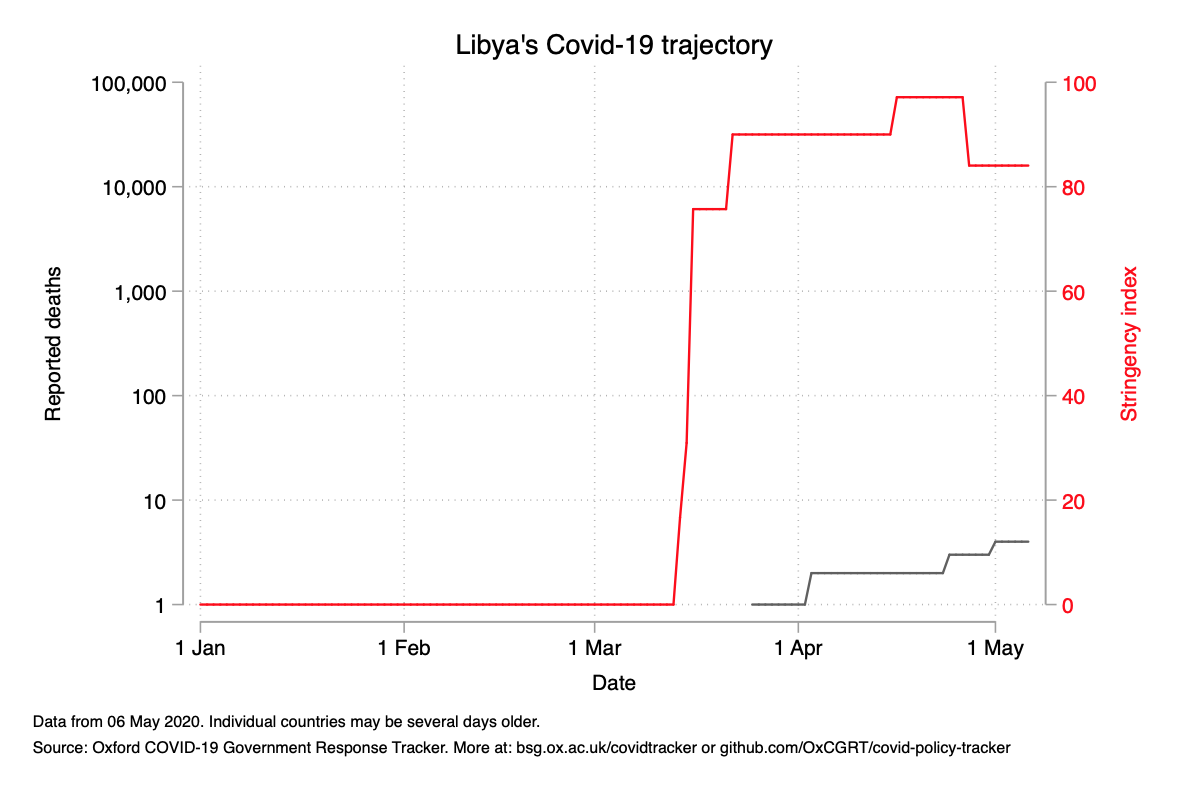 Libya's Covid-19 trajectory
100,000
10,000
1,000
100
10
1
Reported deaths
100
80
60
40
20
0
Stringency index
1 Jan
1 Feb
1 Mar
1 Apr
1 May
Date
Data from 06 May 2020. Individual countries may be several days older.
Source: Oxford COVID-19 Government Response Tracker. More at: bsg.ox.ac.uk/covidtracker or github.com/OxCGRT/covid-policy-tracker